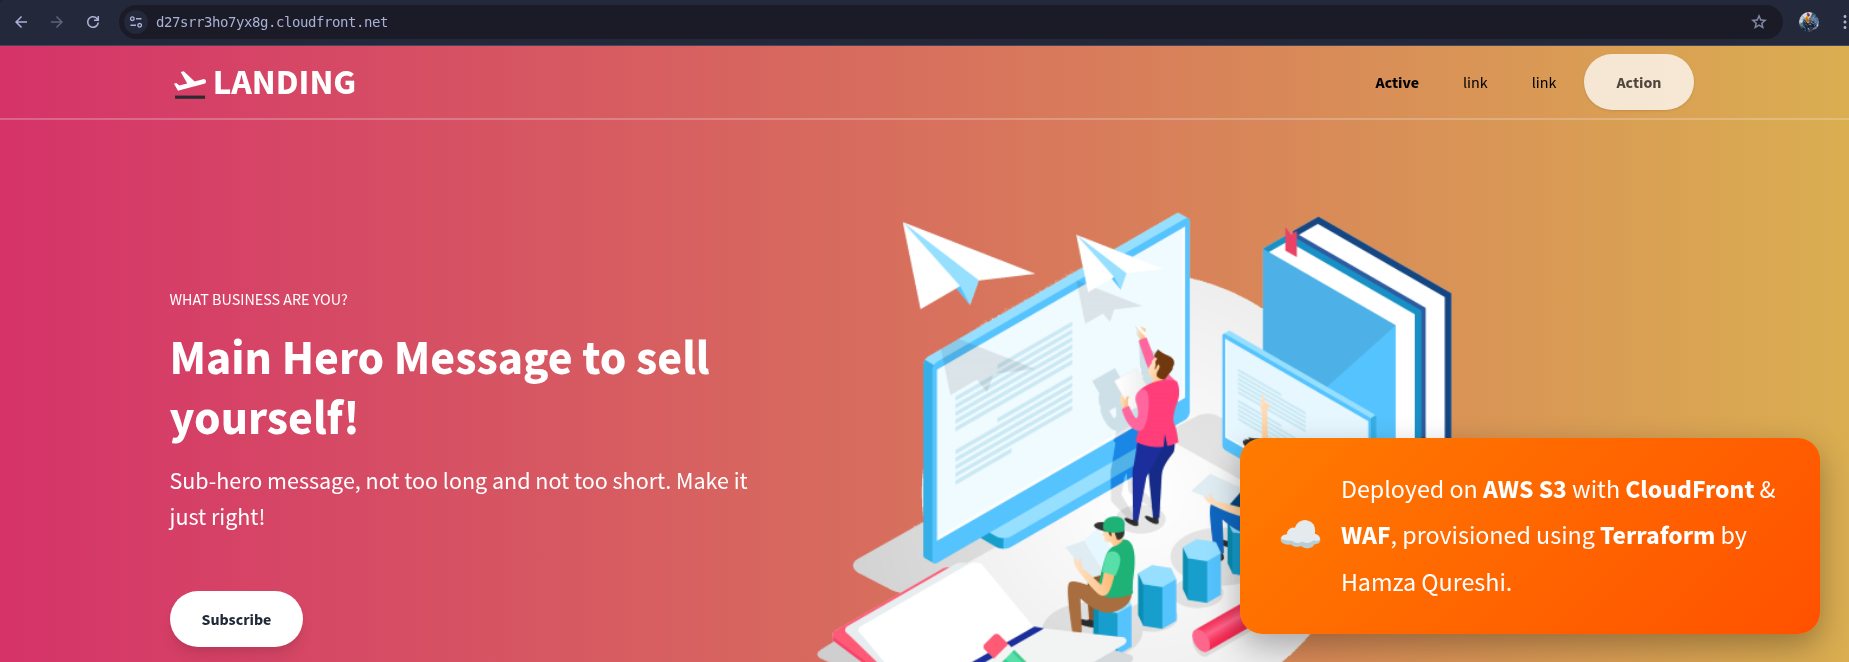 d27srr3ho7yx8g.cloudfront.net
LANDING
Active
link
link
Action
WHAT BUSINESS ARE YOU?
Main Hero Message to sell
yourself!
Sub-hero message, not too long and not too short. Make it
just right!
Subscribe
Deployed on AWS S3 with CloudFront &
WAF, provisioned using Terraform by
Hamza Qureshi.